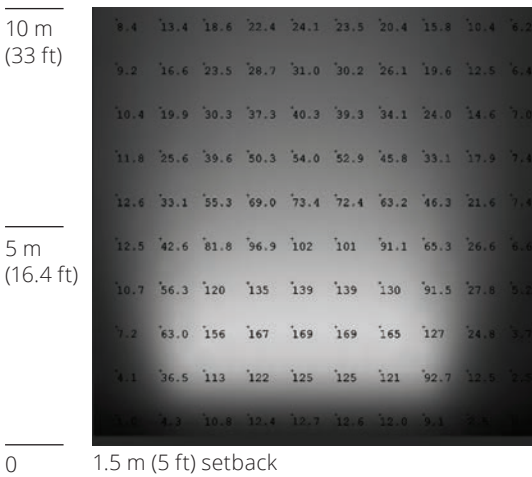 10 m
(33 ft)
8.4 13.4 18.6 22.4 24.1 23.5 20.4 15.8 10.4 6.2
9.2 16.6 23.5 28.7 31.0 30.2 26.1 19.6 12.5 6.4
10.4 19.9 30.3 37.3 40.3 39.3 34.1 24.0 14.6 7.0
11.8 25.6 39.6 50.3 54.0 52.9 45.8 33.1 17.9 7.4
12.6 33.1 55.3 69.0 73.4 72.4 63.2 46.3 21.6 7.4
5 m
(16.4 ft)
12.5 42.6 81.8 96.9 102 101 91.1 65.3 26.6 6.6
10.7 56.3 120 135 139 139 130 91.5 27.8 5.2
7.2 63.0 156 167 169 169 165 127 24.8
4.1 36.5 113 122 125 125 121 92.7 12.5
4.3 10.8 12.4 12.7 12.6 12.0 9.1
0
1.5 m (5 ft) setback